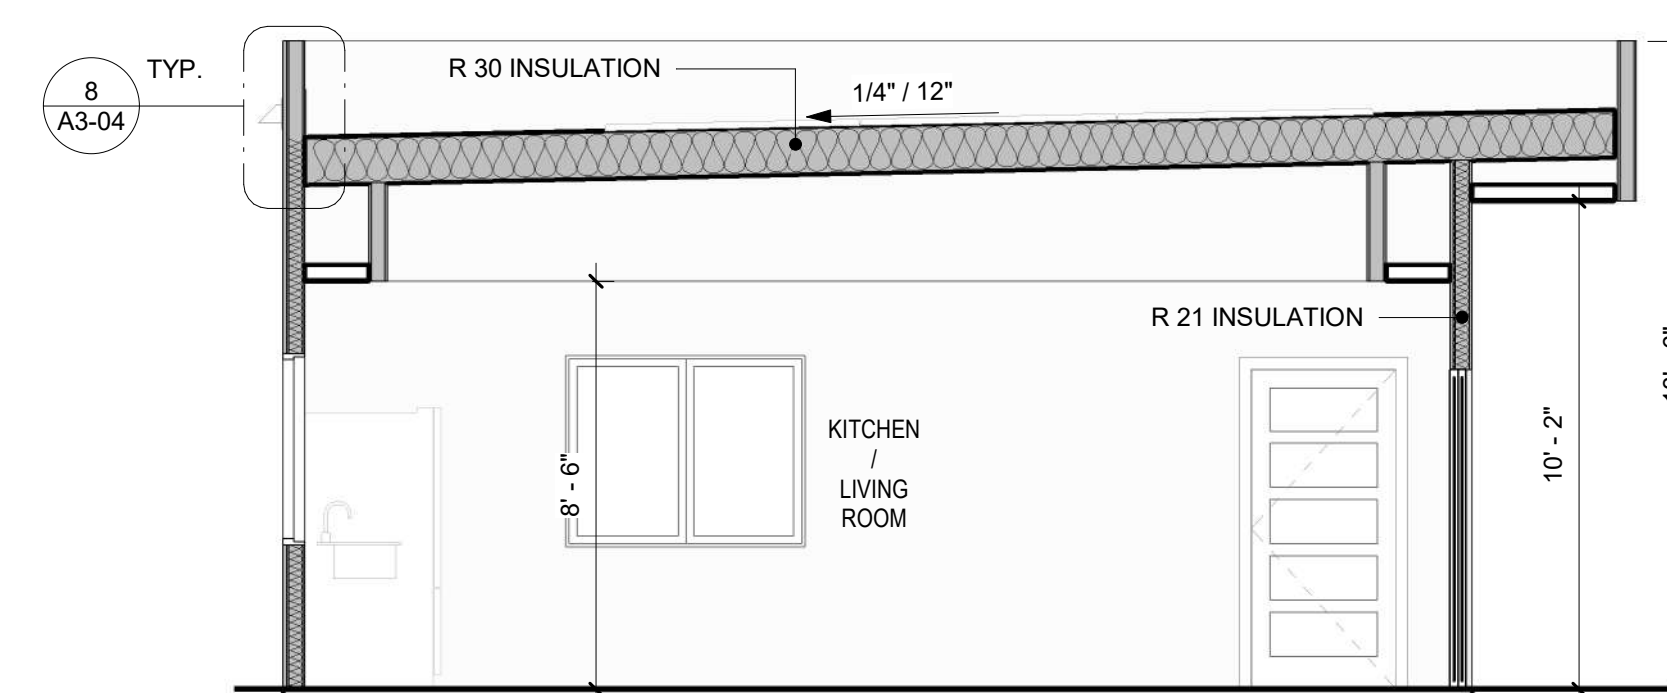 8
A3-04
TYP.
R 30 INSULATION
1/4" / 12"
R 21 INSULATION
8' - 6"
KITCHEN
/
LIVING
ROOM
10' - 2"